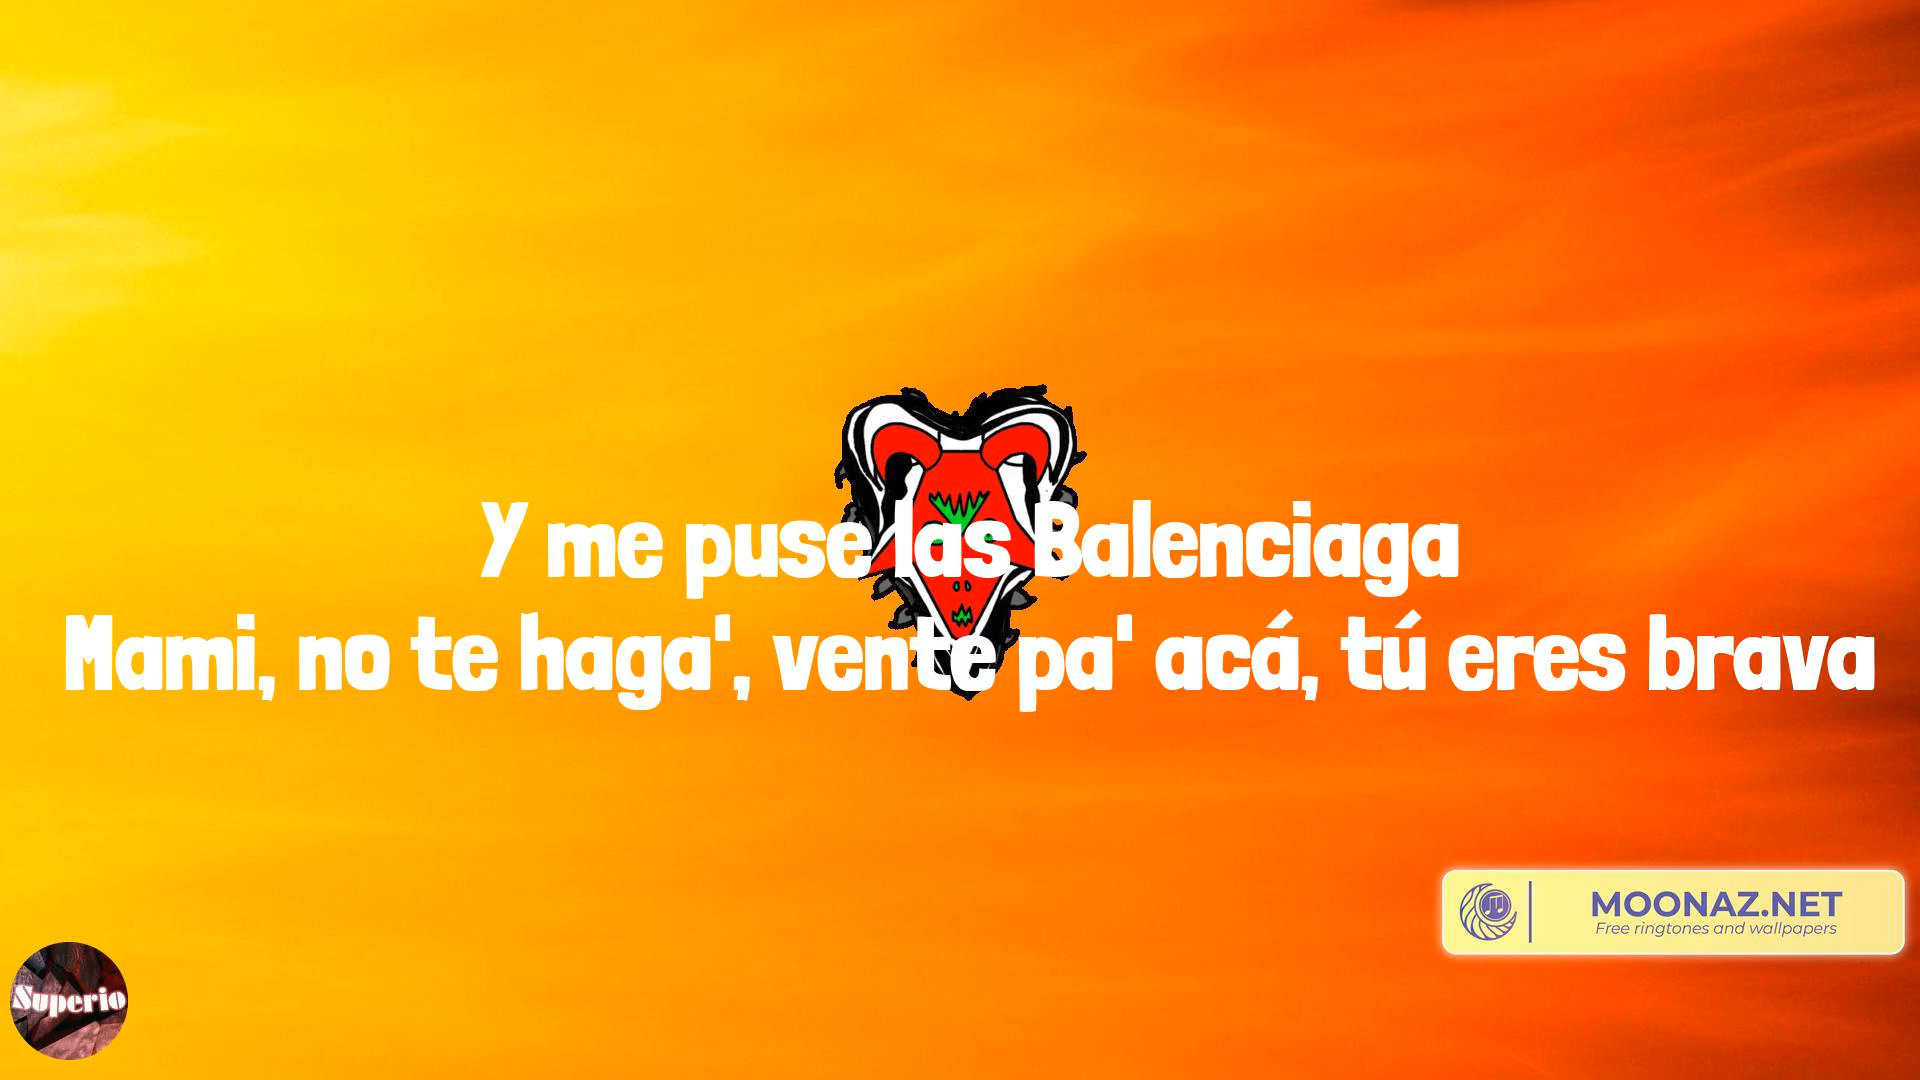 Y me puse las Balenciaga
Mami, no te haga', vente pa' acá, tú eres brava
MOONAZ.NET
Free ringtones and wallpapers
Superio